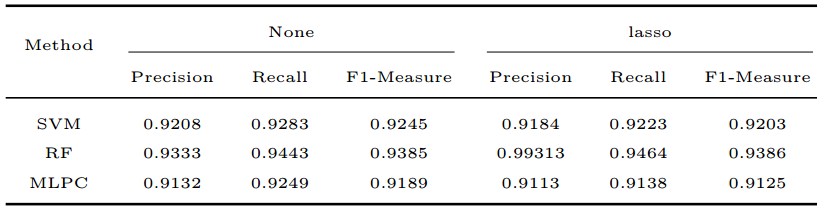 Method None lasso
Precision Recall F1-Measure Precision Recall F1-Measure
SVM 0.9208 0.9283 0.9245 0.9184 0.9223 0.9203
RF 0.9333 0.9443 0.9385 0.99313 0.9464 0.9386
MLPC 0.9132 0.9249 0.9189 0.9113 0.9138 0.9125